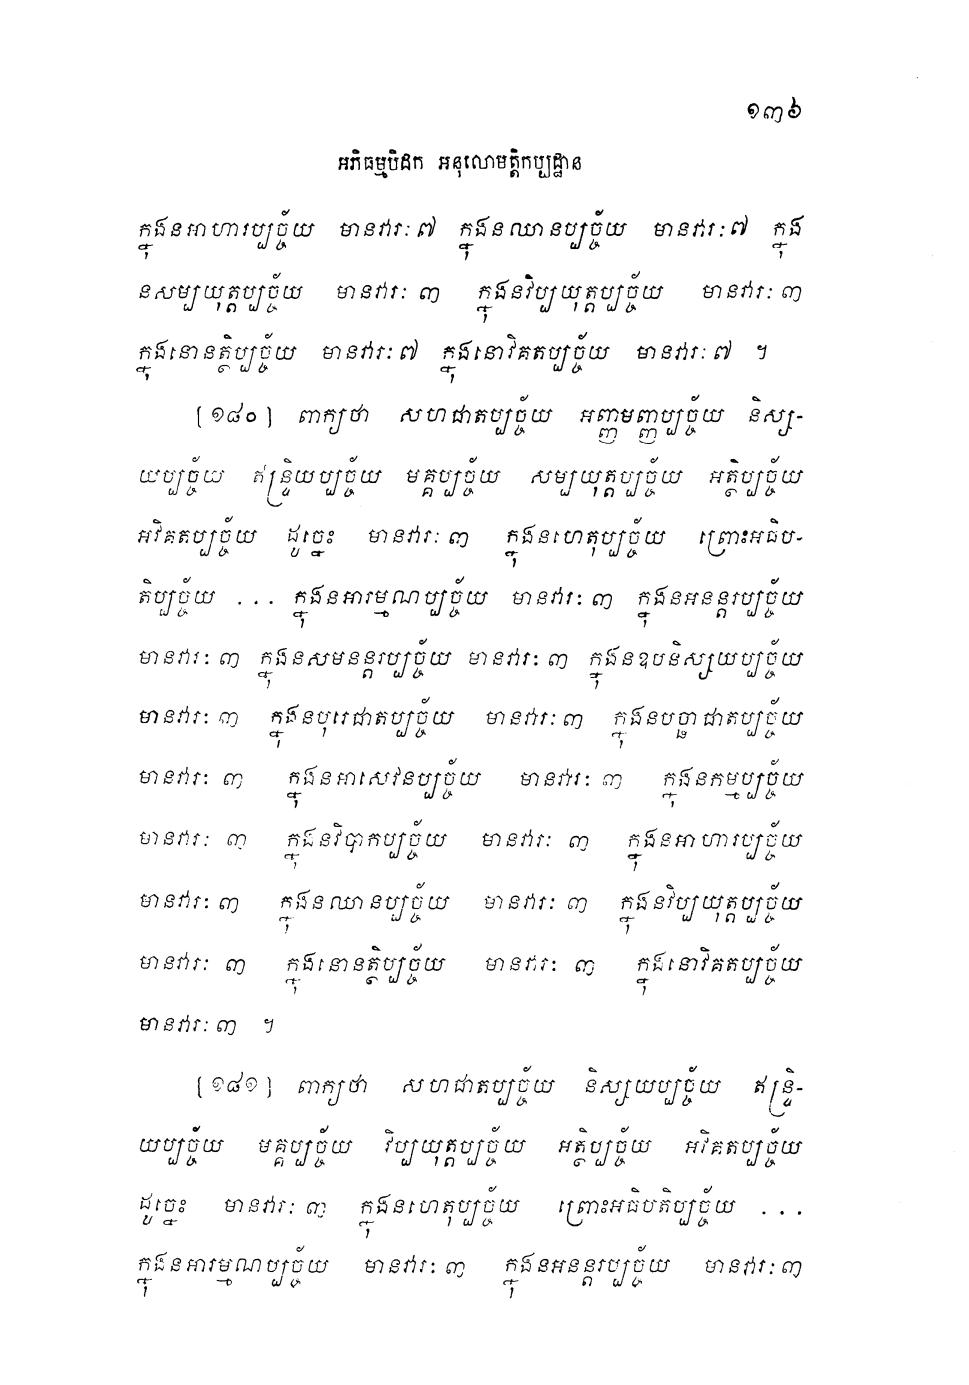 ១៣៦
អភិធម្មបិដក អនុលោមត្តិកប្បដ្ឋាន
ក្នុងនអាហារប្បច្ច័យ មានវារៈ ៧ ក្នុងនឈានប្បច្ច័យ មានវារៈ ៧ ក្នុង
នសម្បយុត្តប្បច្ច័យ មានវារៈ ៣ ក្នុងនវិប្បយុត្តប្បច្ច័យ មានវារៈ ៣
ក្នុងនោនត្ថិប្បច្ច័យ មានវារៈ ៧ ក្នុងនោវិគតប្បច្ច័យ មានវារៈ ៧ ។
[១៨០] ពាក្យថា សហជាតប្បច្ច័យ អញ្ញមញ្ញប្បច្ច័យ និស្ស-
យប្បច្ច័យ ឥន្ទ្រិយប្បច្ច័យ មគ្គប្បច្ច័យ សម្បយុត្តប្បច្ច័យ អត្ថិប្បច្ច័យ
អវិគតប្បច្ច័យ ដូច្នេះ មានវារៈ ៣ ក្នុងនហេតុប្បច្ច័យ ព្រោះអធិប-
តិប្បច្ច័យ ... ក្នុងនអារម្មណប្បច្ច័យ មានវារៈ ៣ ក្នុងនអនន្តរប្បច្ច័យ
មានវារៈ ៣ ក្នុងនសមនន្តរប្បច្ច័យ មានវារៈ ៣ ក្នុងនឧបនិស្សយប្បច្ច័យ
មានវារៈ ៣ ក្នុងនបុរេជាតប្បច្ច័យ មានវារៈ ៣ ក្នុងនបច្ឆាជាតប្បច្ច័យ
មានវារៈ ៣ ក្នុងនអាសេវនប្បច្ច័យ មានវារៈ ៣ ក្នុងនកម្មប្បច្ច័យ
មានវារៈ ៣ ក្នុងនវិបាកប្បច្ច័យ មានវារៈ ៣ ក្នុងនអាហារប្បច្ច័យ
មានវារៈ ៣ ក្នុងនឈានប្បច្ច័យ មានវារៈ ៣ ក្នុងនវិប្បយុត្តប្បច្ច័យ
មានវារៈ ៣ ក្នុងនោនត្ថិប្បច្ច័យ មានវារៈ ៣ ក្នុងនោវិគតប្បច្ច័យ
មានវារៈ ៣ ។
[១៨១] ពាក្យថា សហជាតប្បច្ច័យ និស្សយប្បច្ច័យ ឥន្ទ្រិ-
យប្បច្ច័យ មគ្គប្បច្ច័យ វិប្បយុត្តប្បច្ច័យ អត្ថិប្បច្ច័យ អវិគតប្បច្ច័យ
ដូច្នេះ មានវារៈ ៣ ក្នុងនហេតុប្បច្ច័យ ព្រោះអធិបតិប្បច្ច័យ ...
ក្នុងនអារម្មណប្បច្ច័យ មានវារៈ ៣ ក្នុងនអនន្តរប្បច្ច័យ មានវារៈ ៣